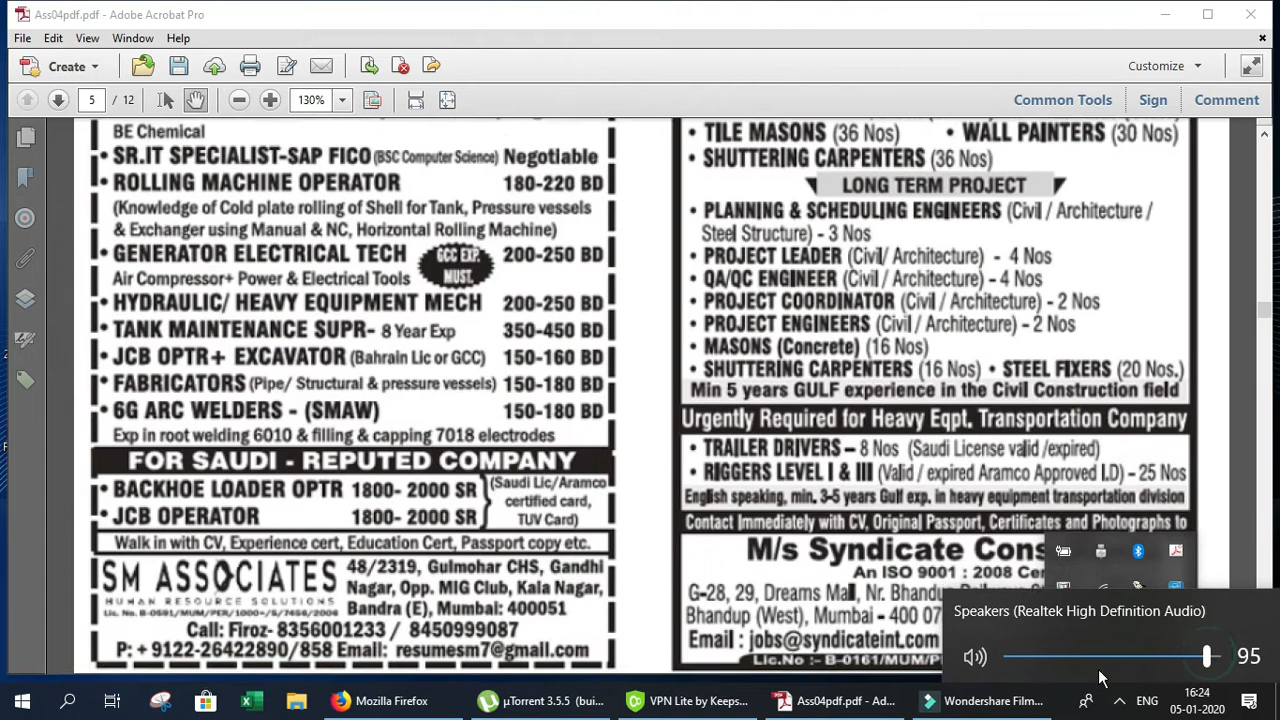 Ass04pdf.pdf - Adobe Acrobat Pro
File Edit View Window Help
Create Customize
5 / 12 130% Common Tools Sign Comment
BE Chemical
• SR.IT SPECIALIST-SAP FICO (BSC Computer Science) Negotiable
• ROLLING MACHINE OPERATOR 180-220 BD
(Knowledge of Cold plate rolling of Shell for Tank, Pressure vessels
& Exchanger using Manual & NC, Horizontal Rolling Machine)
• GENERATOR ELECTRICAL TECH 200-250 BD
GCC EXP. MUST.
Air Compressor+ Power & Electrical Tools
• HYDRAULIC/ HEAVY EQUIPMENT MECH 200-250 BD
• TANK MAINTENANCE SUPR- 8 Year Exp 350-450 BD
• JCB OPTR+ EXCAVATOR (Bahrain Lic or GCC) 150-160 BD
• FABRICATORS (Pipe/ Structural & pressure vessels) 150-180 BD
• 6G ARC WELDERS - (SMAW) 150-180 BD
Exp in root welding 6010 & filling & capping 7018 electrodes
FOR SAUDI - REPUTED COMPANY
• BACKHOE LOADER OPTR 1800- 2000 SR
• JCB OPERATOR 1800- 2000 SR
(Saudi Lic/Aramco
certified card,
TUV Card)
Walk in with CV, Experience cert, Education Cert, Passport copy etc.
SM ASSOCIATES
HUMAN RESOURCE SOLUTIONS
48/2319, Gulmohar CHS, Gandhi
Nagar, Opp. MIG Club, Kala Nagar,
Bandra (E), Mumbai: 400051
Call: Firoz- 8356001233 / 8450999087
P: + 9122-26422890/858 Email: resumesm7@gmail.com
• TILE MASONS (36 Nos) • WALL PAINTERS (30 Nos)
• SHUTTERING CARPENTERS (36 Nos)
LONG TERM PROJECT
• PLANNING & SCHEDULING ENGINEERS (Civil / Architecture /
Steel Structure) - 3 Nos
• PROJECT LEADER (Civil/ Architecture) - 4 Nos
• QA/QC ENGINEER (Civil / Architecture) - 4 Nos
• PROJECT COORDINATOR (Civil / Architecture) - 2 Nos
• PROJECT ENGINEERS (Civil / Architecture) - 2 Nos
• MASONS (Concrete) (16 Nos)
• SHUTTERING CARPENTERS (16 Nos) • STEEL FIXERS (20 Nos.)
Min 5 years GULF experience in the Civil Construction field
Urgently Required for Heavy Eqpt. Transportation Company
• TRAILER DRIVERS – 8 Nos (Saudi License valid /expired)
• RIGGERS LEVEL I & III (Valid / expired Aramco Approved I.D) – 25 Nos
English speaking, min. 3-5 years Gulf exp. in heavy equipment transportation division
Contact Immediately with CV, Original Passport, Certificates and Photographs to
M/s Syndicate Cons
An ISO 9001 : 2008 Cer
G-28, 29, Dreams Mall, Nr. Bhandup
Bhandup (West), Mumbai - 400 07
Email : jobs@syndicateint.com
Lic.No :- B-0161/MUM/P
Speakers (Realtek High Definition Audio)
95
Mozilla Firefox µTorrent 3.5.5 (bui... VPN Lite by Keeps... Ass04pdf.pdf - Ad... Wondershare Film... ENG 16:24
05-01-2020